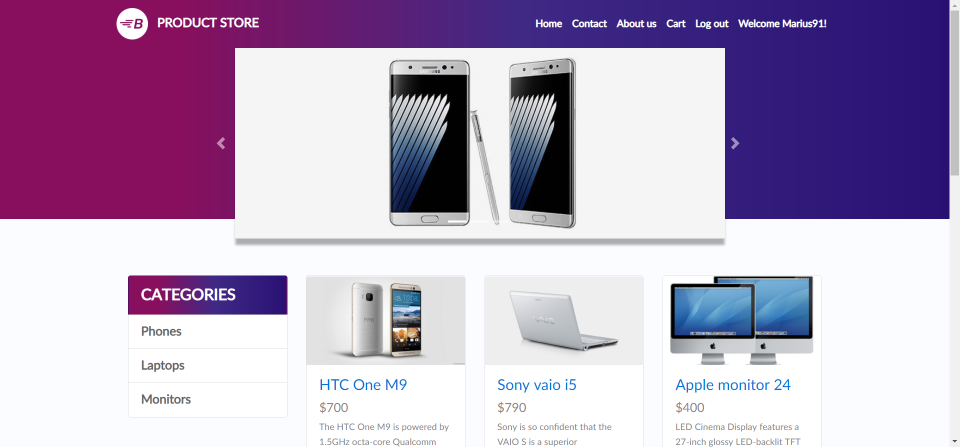 B PRODUCT STORE
Home Contact About us Cart Log out Welcome Marius91!
SAMSUNG SAMSUNG
CATEGORIES
Phones
Laptops
Monitors
VAIO
HTC One M9
$700
The HTC One M9 is powered by
1.5GHz octa-core Qualcomm
Sony vaio i5
$790
Sony is so confident that the
VAIO S is a superior
Apple monitor 24
$400
LED Cinema Display features a
27-inch glossy LED-backlit TFT